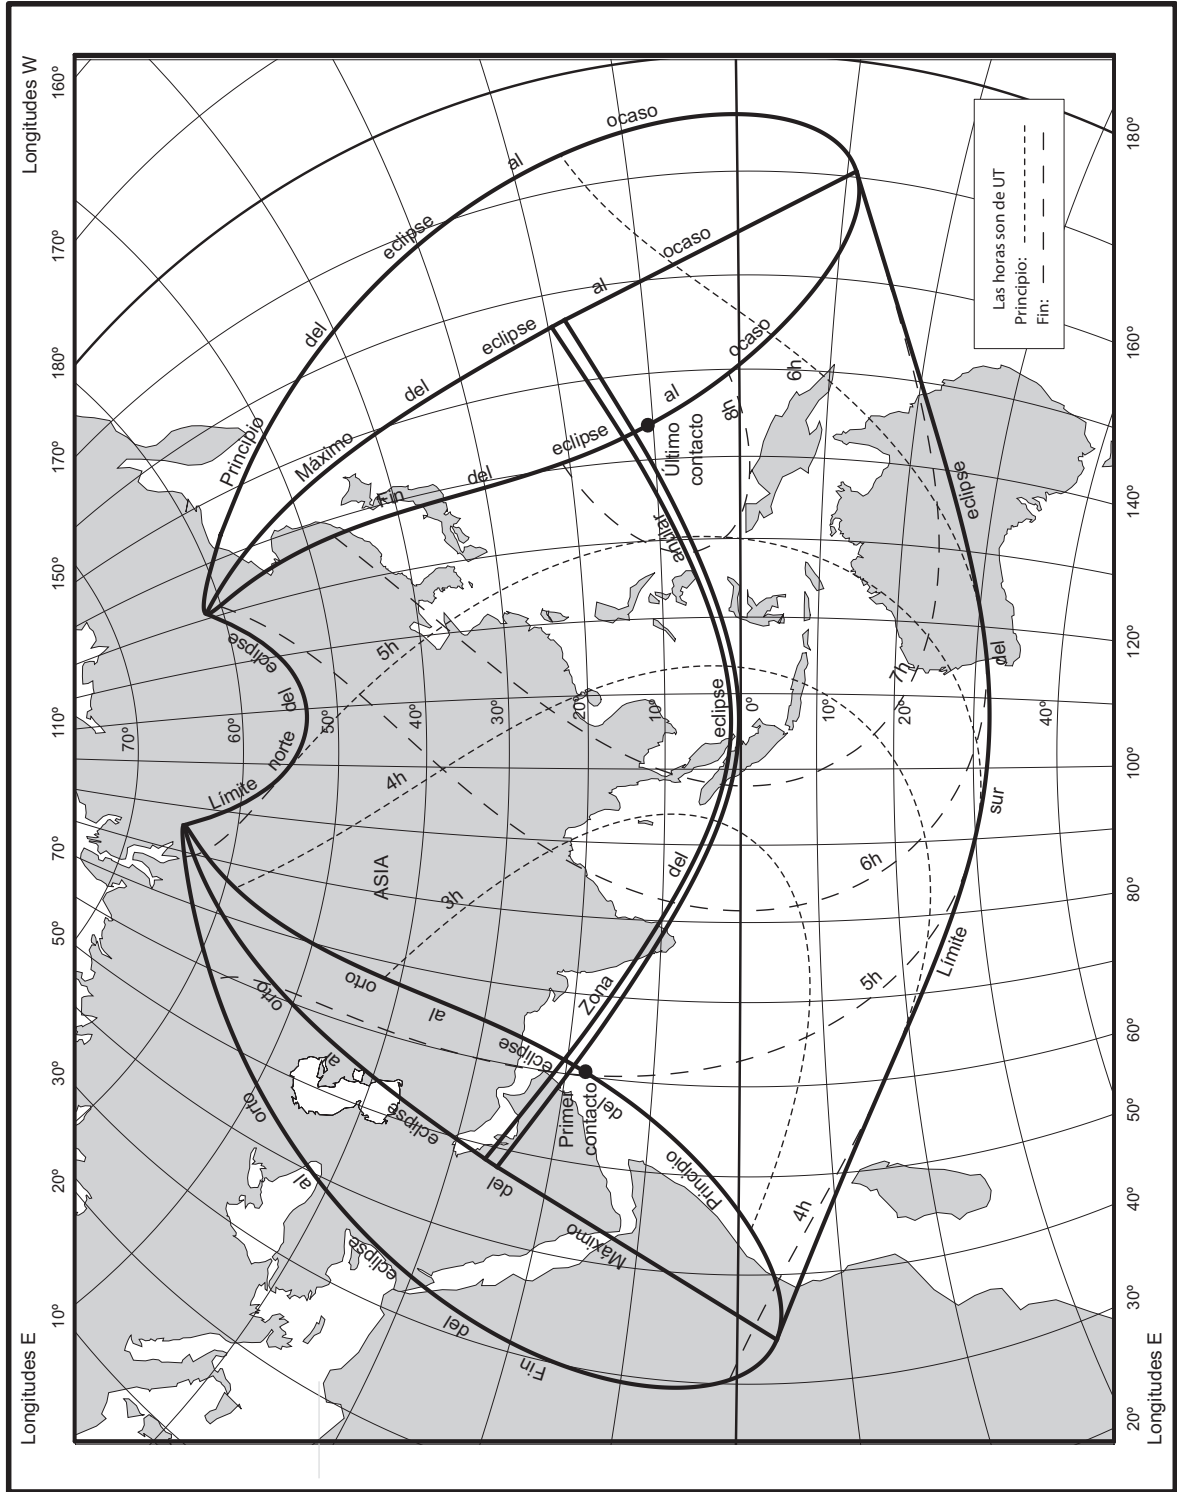 Longitudes W
160°
170°
180°
170°
150°
110°
70°
50°
30°
20°
10°
Longitudes E
180°
160°
140°
120°
100°
80°
60°
50°
40°
30°
20°
Longitudes E
70°
60°
50°
40°
30°
20°
10°
0°
10°
20°
40°
Las horas son de UT
Principio:
Fin:
Principio del eclipse al ocaso
Máximo del eclipse al ocaso
Fin del eclipse al ocaso
Límite norte del eclipse
Último
contacto
Zona del eclipse anular
Primer
contacto
Principio del eclipse al orto
Máximo del eclipse al orto
Fin del eclipse al orto
Límite sur del eclipse
ASIA
3h
4h
5h
6h
8h
7h
6h
5h
4h